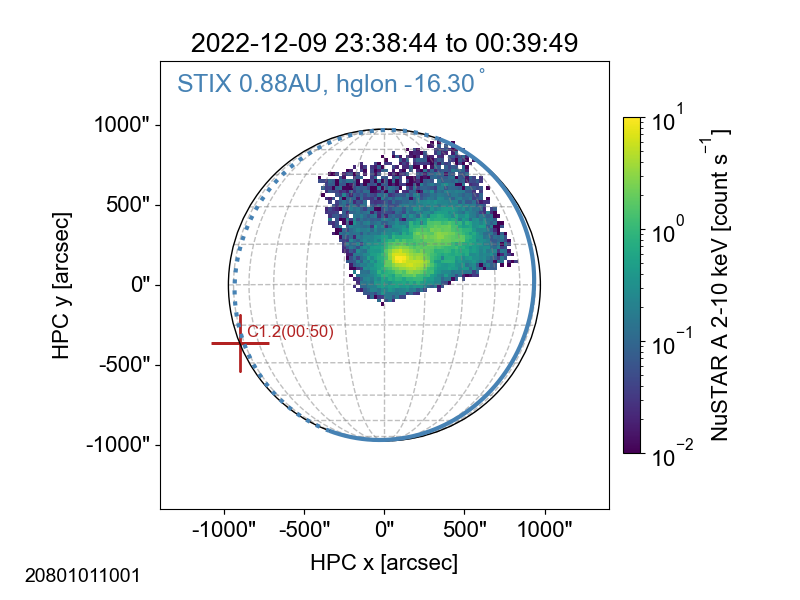 2022-12-09 23:38:44 to 00:39:49
STIX 0.88AU, hglon -16.30°
1000"
500"
0"
-500"
-1000"
HPC y [arcsec]
C1.2(00:50)
-1000" -500" 0" 500" 1000"
HPC x [arcsec]
10¹
10⁰
10⁻¹
10⁻²
NuSTAR A 2-10 keV [count s⁻¹]
20801011001